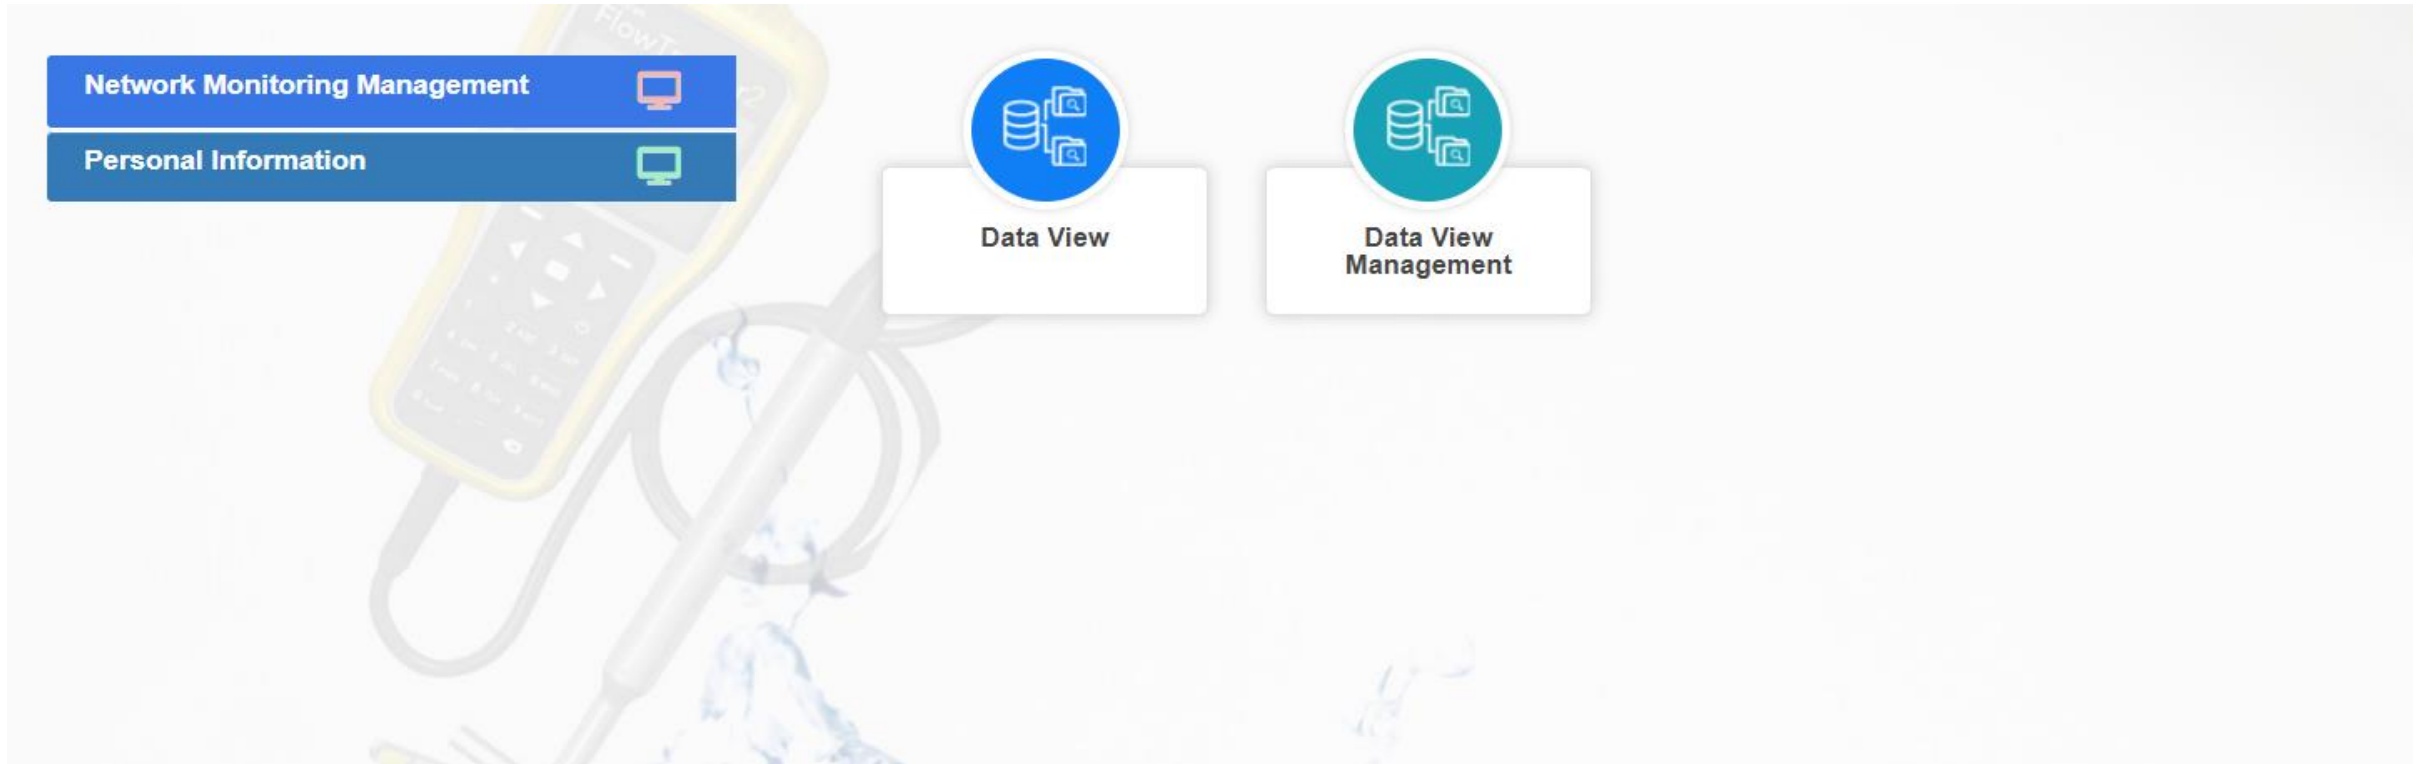 Network Monitoring Management
Personal Information
Data View
Data View
Management